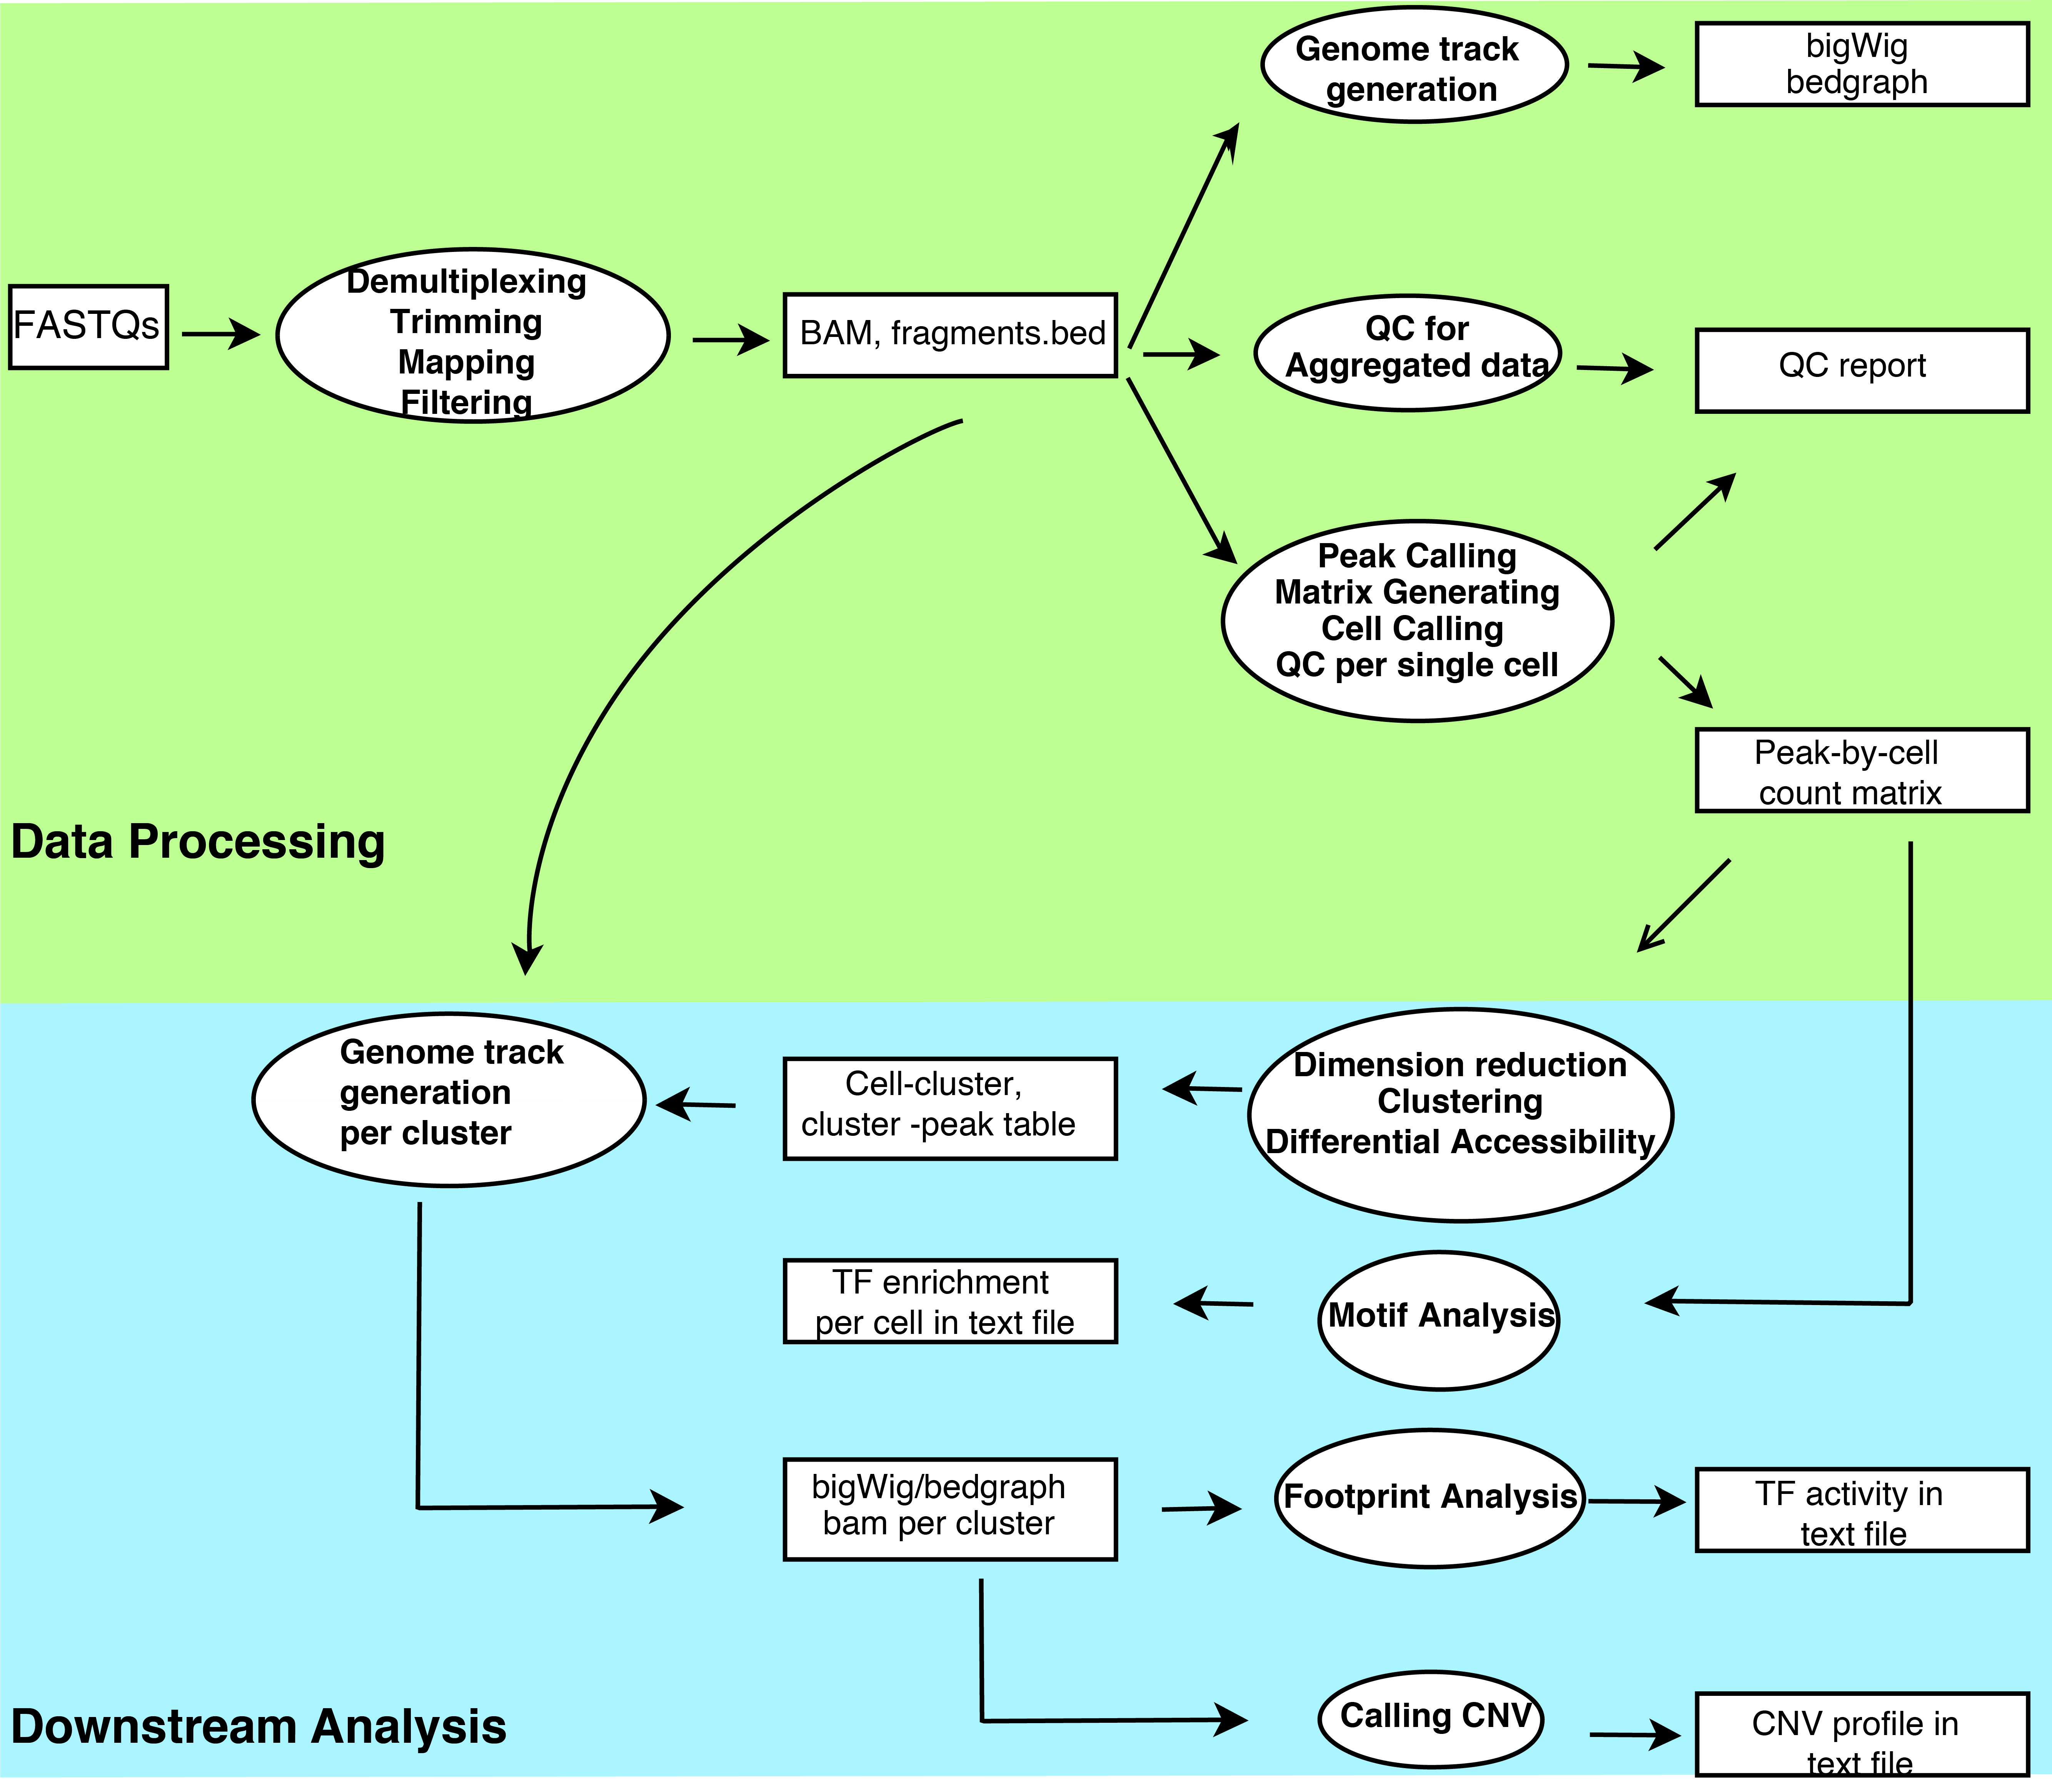 Genome track
generation
bigWig
bedgraph
FASTQs
Demultiplexing
Trimming
Mapping
Filtering
BAM, fragments.bed
QC for
Aggregated data
QC report
Peak Calling
Matrix Generating
Cell Calling
QC per single cell
Peak-by-cell
count matrix
Data Processing
Genome track
generation
per cluster
Cell-cluster,
cluster -peak table
Dimension reduction
Clustering
Differential Accessibility
TF enrichment
per cell in text file
Motif Analysis
bigWig/bedgraph
bam per cluster
Footprint Analysis
TF activity in
text file
Downstream Analysis
Calling CNV
CNV profile in
text file